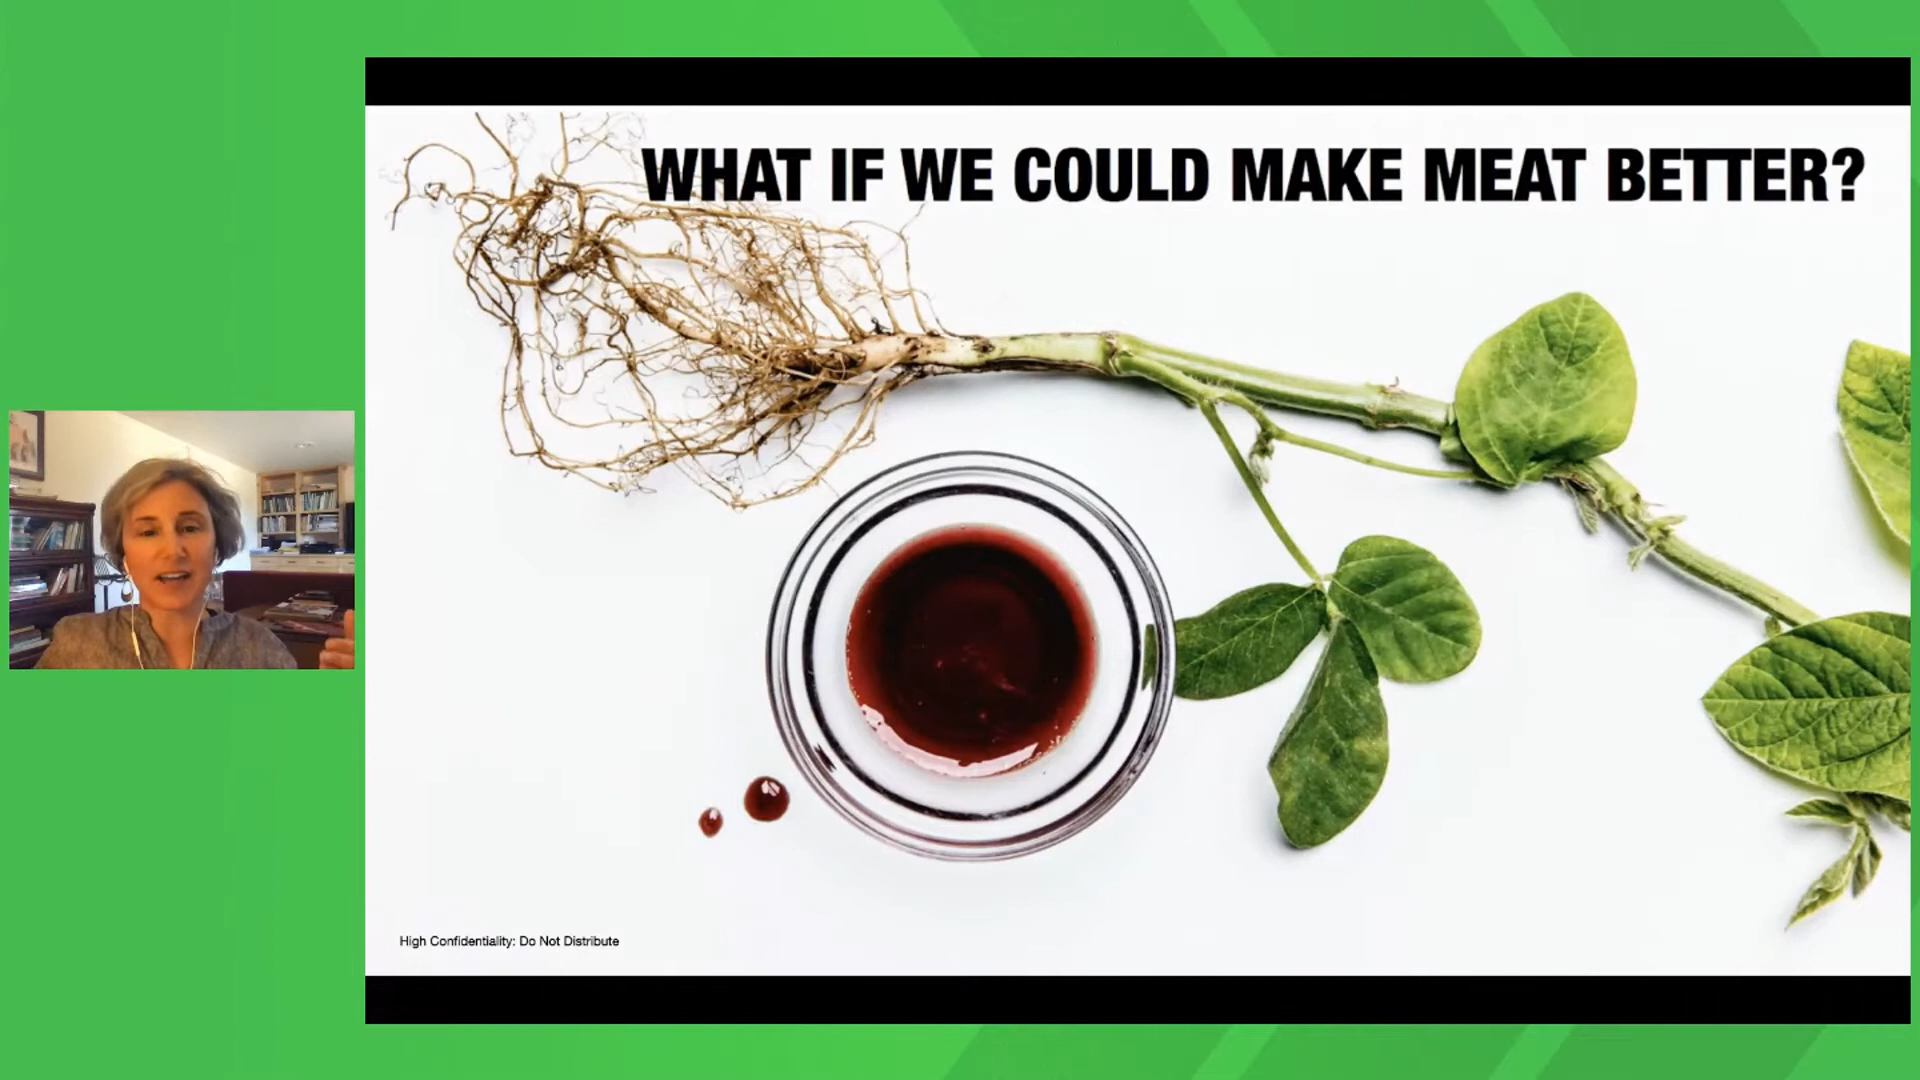 WHAT IF WE COULD MAKE MEAT BETTER?
High Confidentiality: Do Not Distribute